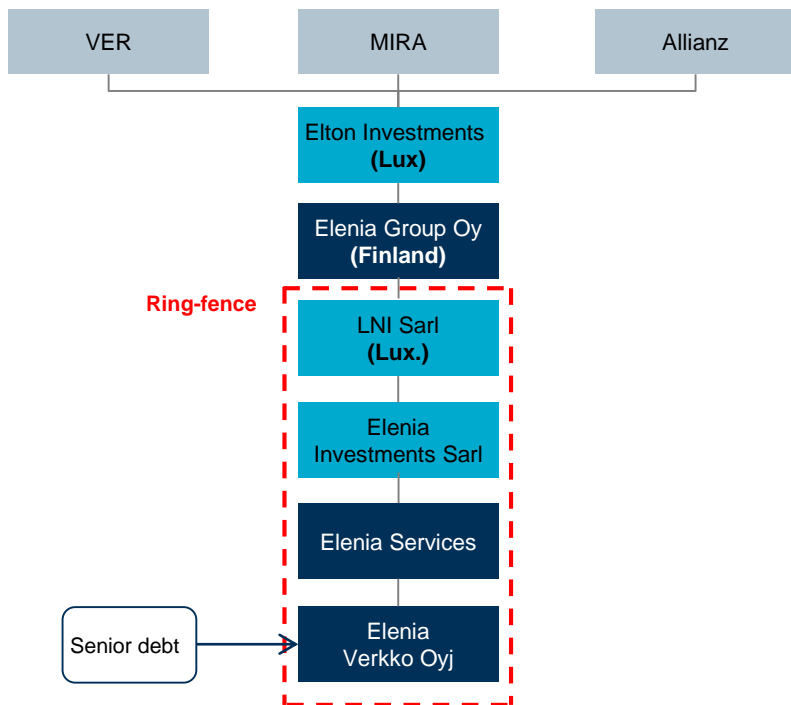 VER
MIRA
Allianz
Elton Investments
(Lux)
Elenia Group Oy
(Finland)
Ring-fence
LNI Sarl
(Lux.)
Elenia
Investments Sarl
Elenia Services
Senior debt
Elenia
Verkko Oyj